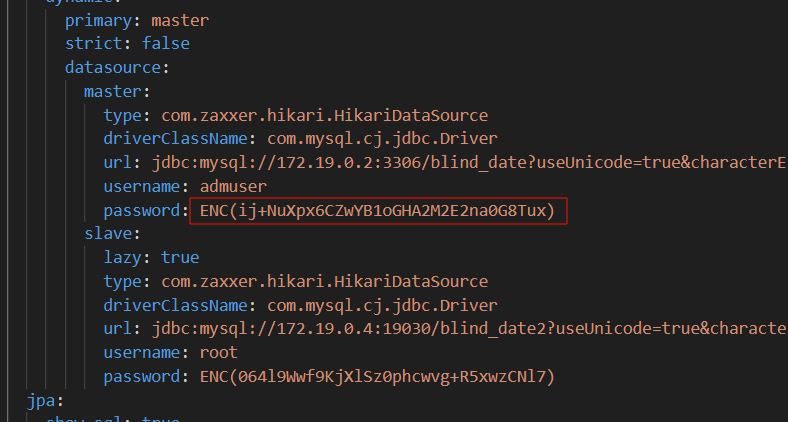 dynamic:
primary: master
strict: false
datasource:
master:
type: com.zaxxer.hikari.HikariDataSource
driverClassName: com.mysql.cj.jdbc.Driver
url: jdbc:mysql://172.19.0.2:3306/blind_date?useUnicode=true&characterE
username: admuser
password: ENC(ij+NuXpx6CZwYB1oGHA2M2E2na0G8Tux)
slave:
lazy: true
type: com.zaxxer.hikari.HikariDataSource
driverClassName: com.mysql.cj.jdbc.Driver
url: jdbc:mysql://172.19.0.4:19030/blind_date2?useUnicode=true&character
username: root
password: ENC(064l9Wwf9KjXlSz0phcwvg+R5xwzCNl7)
jpa:
show-sql: true